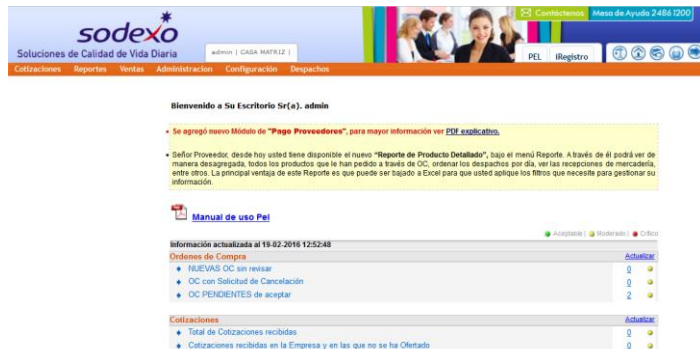 Contáctenos
Mesa de Ayuda 2486 1200
sodexo
Soluciones de Calidad de Vida Diaria
admin | CASA MATRIZ |
PEL
IRegistro
Cotizaciones Reportes Ventas Administracion Configuración Despachos
Bienvenido a Su Escritorio Sr(a). admin
Se agregó nuevo Módulo de "Pago Proveedores", para mayor información ver PDF explicativo.
Señor Proveedor, desde hoy usted tiene disponible el nuevo "Reporte de Producto Detallado", bajo el menú Reporte. A través de él podrá ver de
manera desagregada, todos los productos que le han pedido a través de OC, ordenar los despachos por día, ver las recepciones de mercadería,
entre otros. La principal ventaja de este Reporte es que puede ser bajado a Excel para que usted aplique los filtros que necesite para gestionar su
información.
Manual de uso Pel
Aceptable | Moderado | Crítico
Información actualizada al 19-02-2016 12:52:48
Ordenes de Compra Actualizar
NUEVAS OC sin revisar 0
OC con Solicitud de Cancelación 0
OC PENDIENTES de aceptar 2
Cotizaciones Actualizar
Total de Cotizaciones recibidas 0
Cotizaciones recibidas en la Empresa y en las que no se ha Ofertado 0